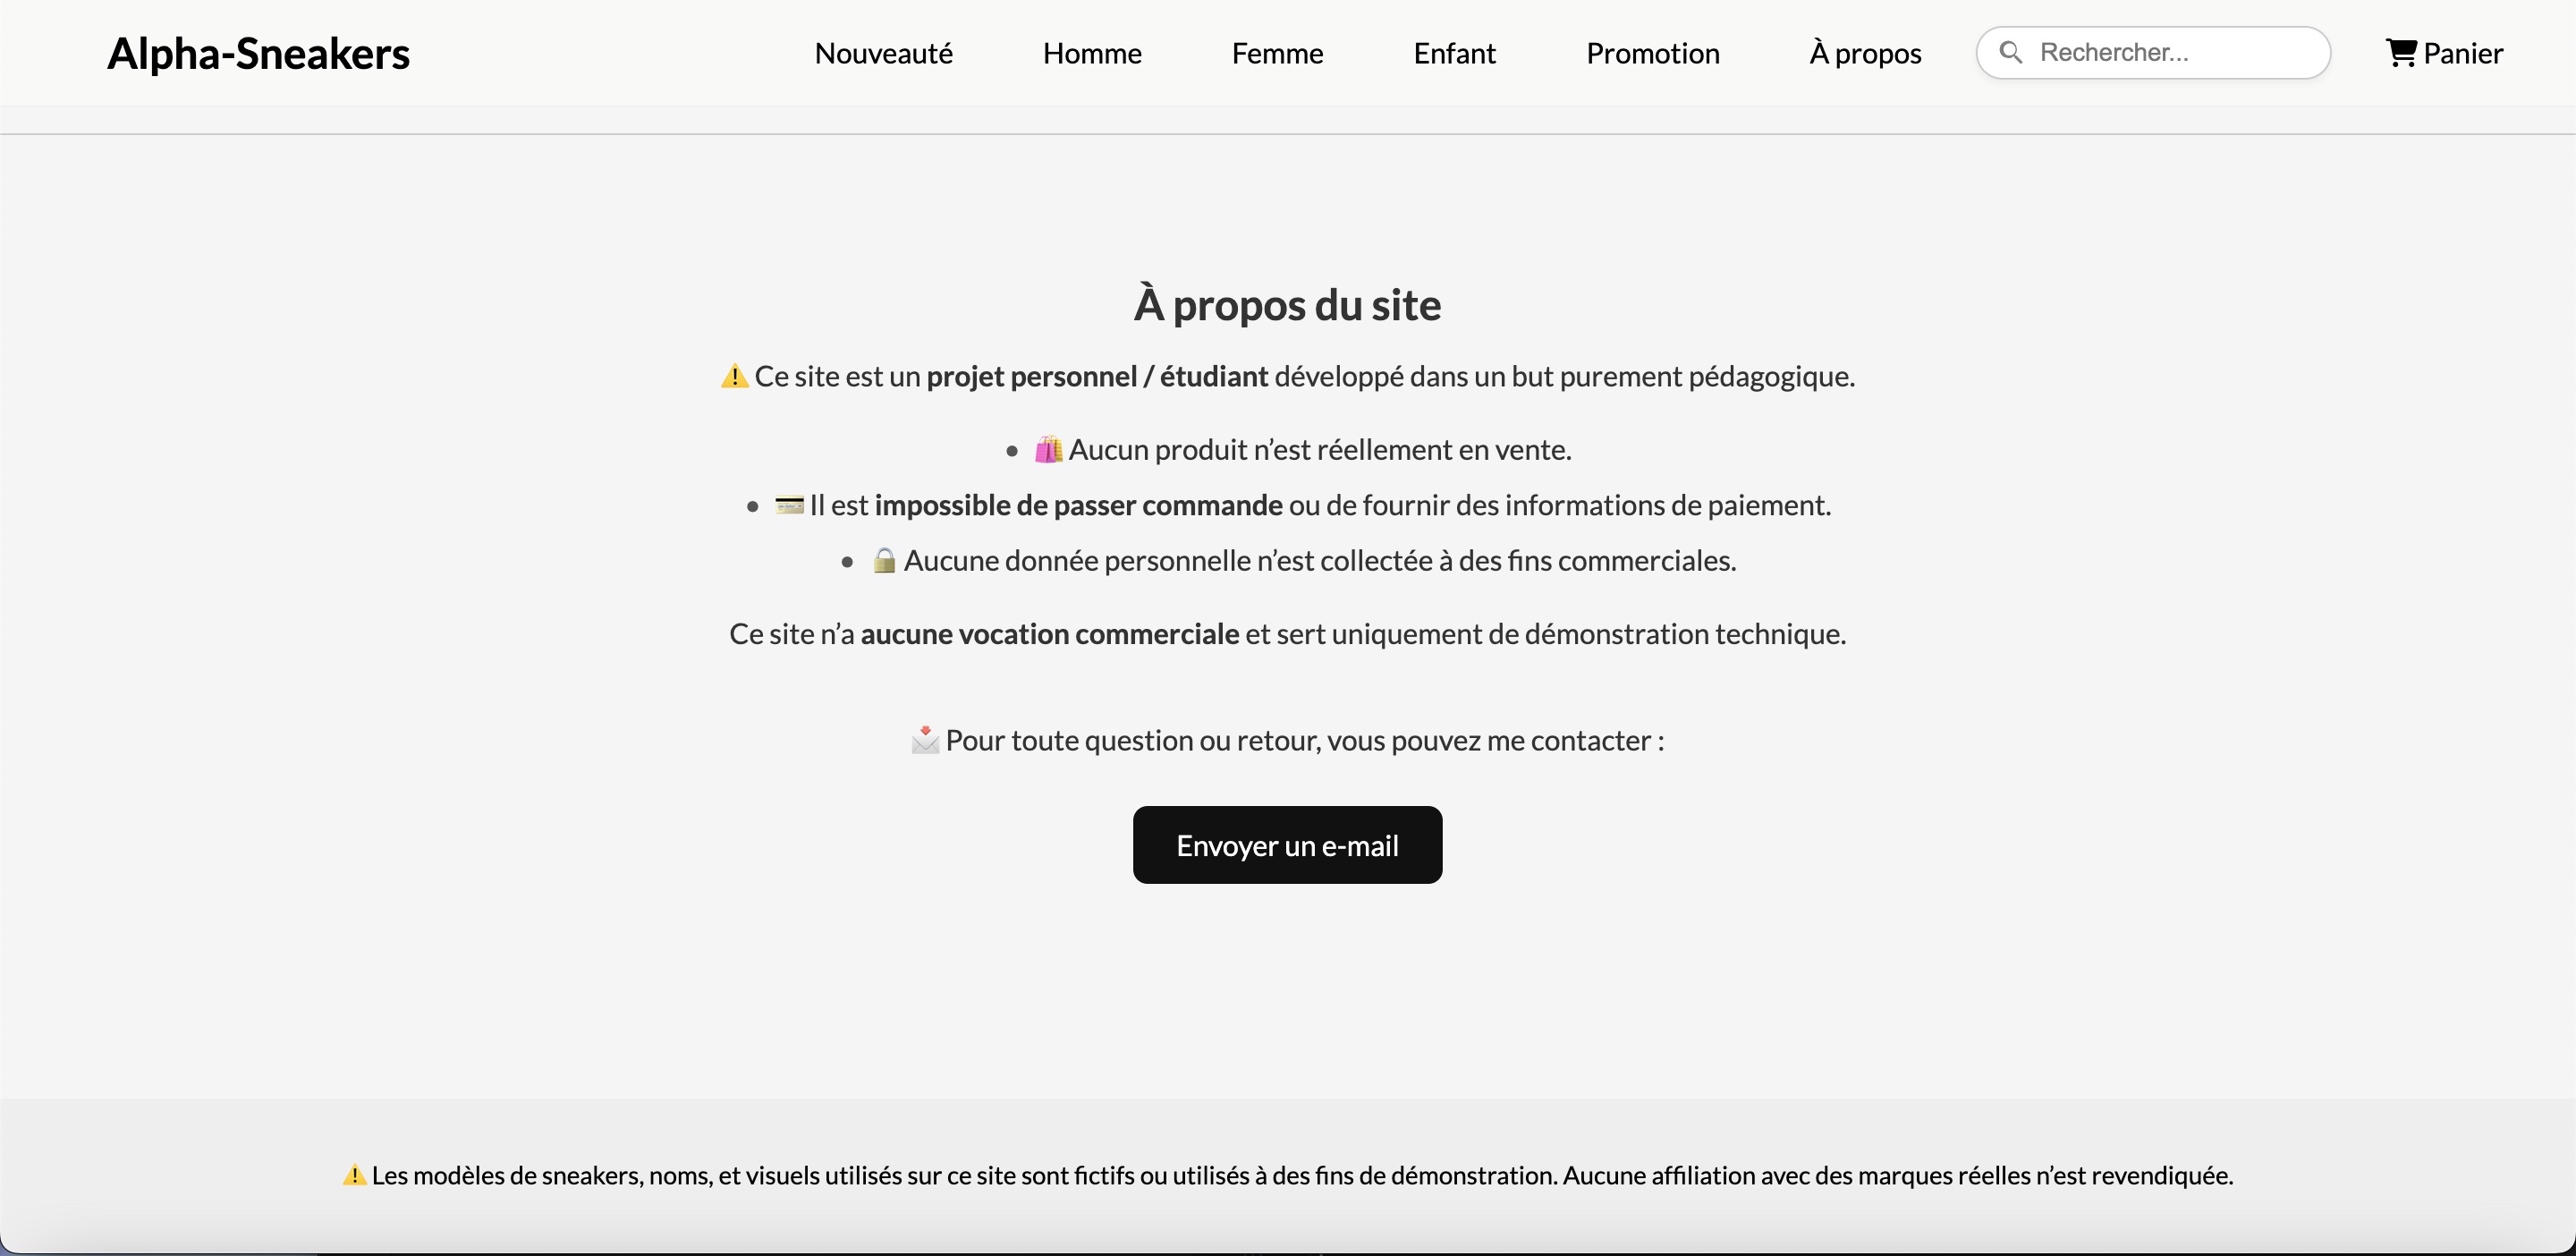 Alpha-Sneakers
Nouveauté
Homme
Femme
Enfant
Promotion
À propos
Rechercher...
Panier
À propos du site
⚠️ Ce site est un projet personnel / étudiant développé dans un but purement pédagogique.
• 🛍️ Aucun produit n’est réellement en vente.
• 💳 Il est impossible de passer commande ou de fournir des informations de paiement.
• 🔒 Aucune donnée personnelle n’est collectée à des fins commerciales.
Ce site n’a aucune vocation commerciale et sert uniquement de démonstration technique.
📩 Pour toute question ou retour, vous pouvez me contacter :
Envoyer un e-mail
⚠️ Les modèles de sneakers, noms, et visuels utilisés sur ce site sont fictifs ou utilisés à des fins de démonstration. Aucune affiliation avec des marques réelles n’est revendiquée.